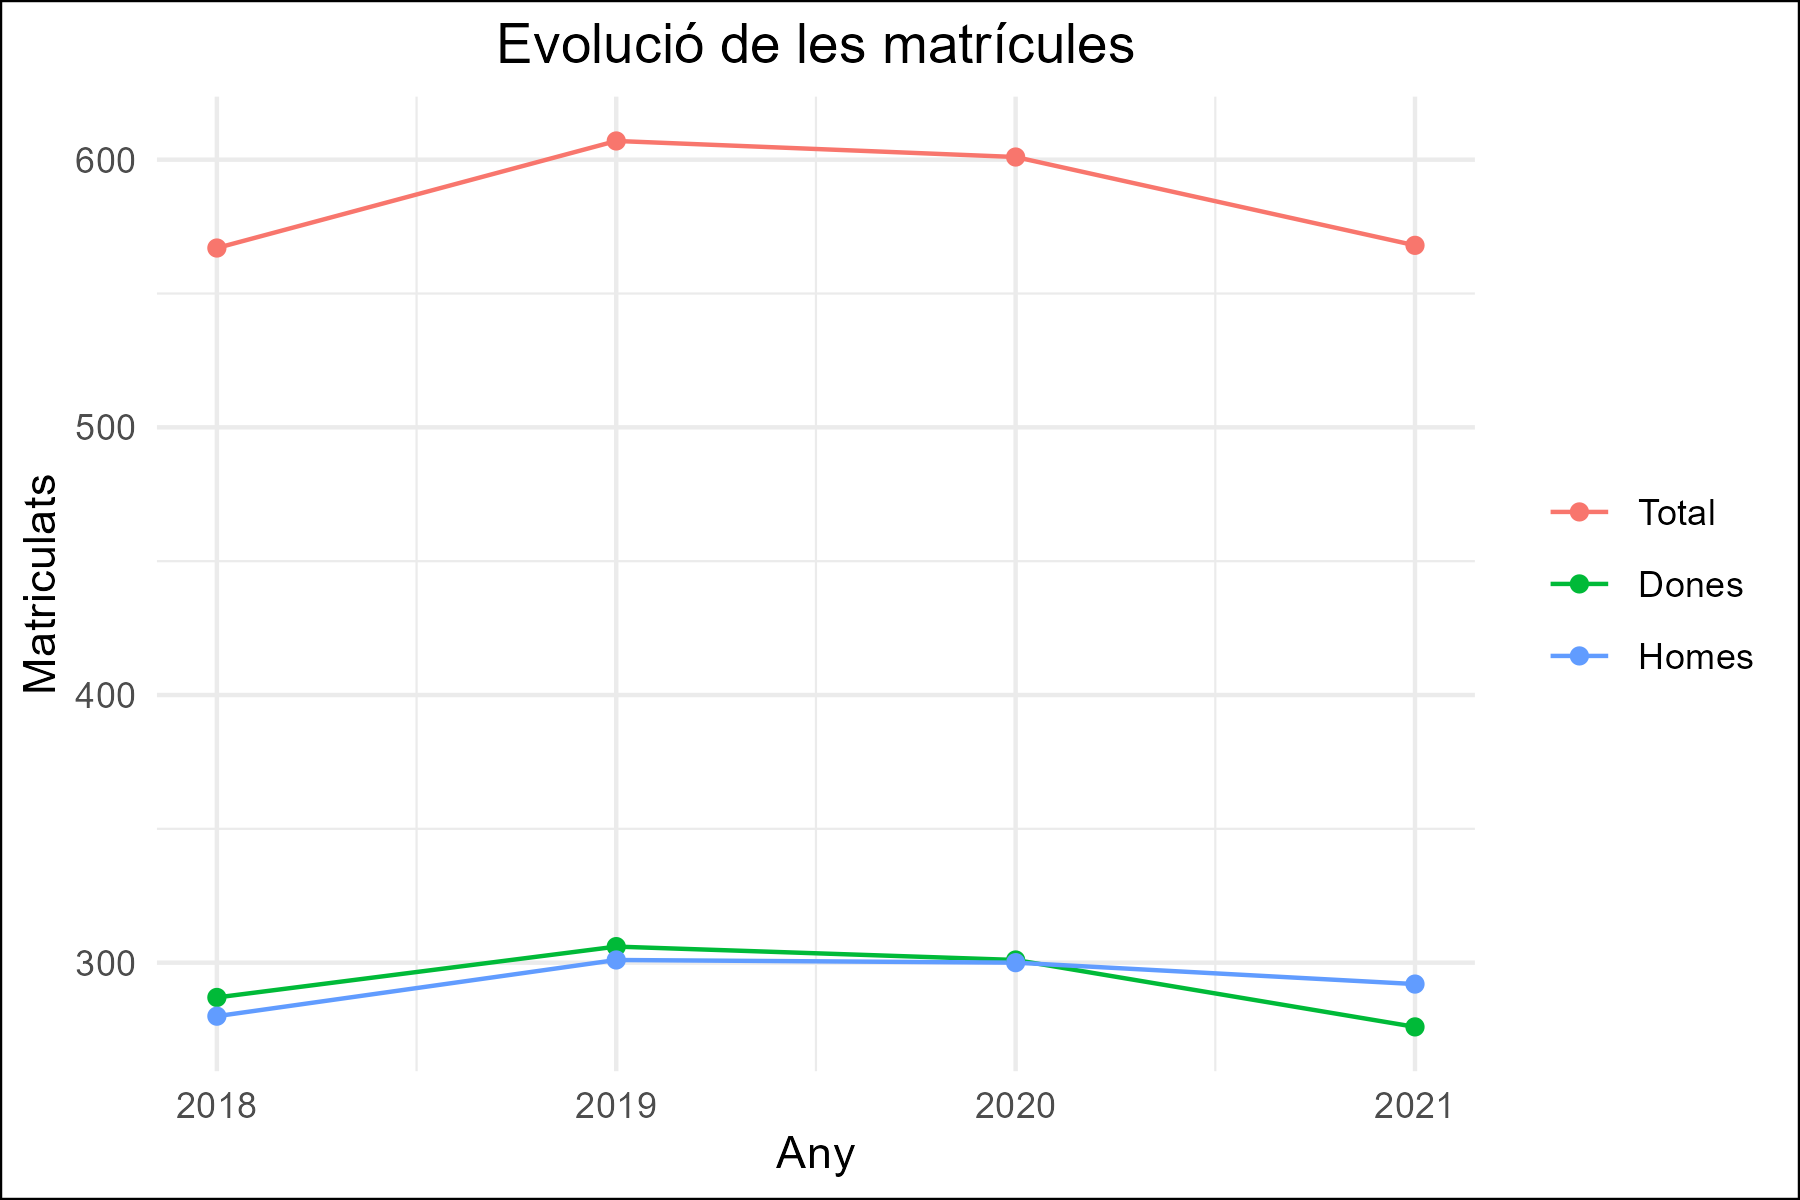 Evolució de les matrícules
600
500
400
300
Matriculats
2018 2019 2020 2021
Any
Total
Dones
Homes